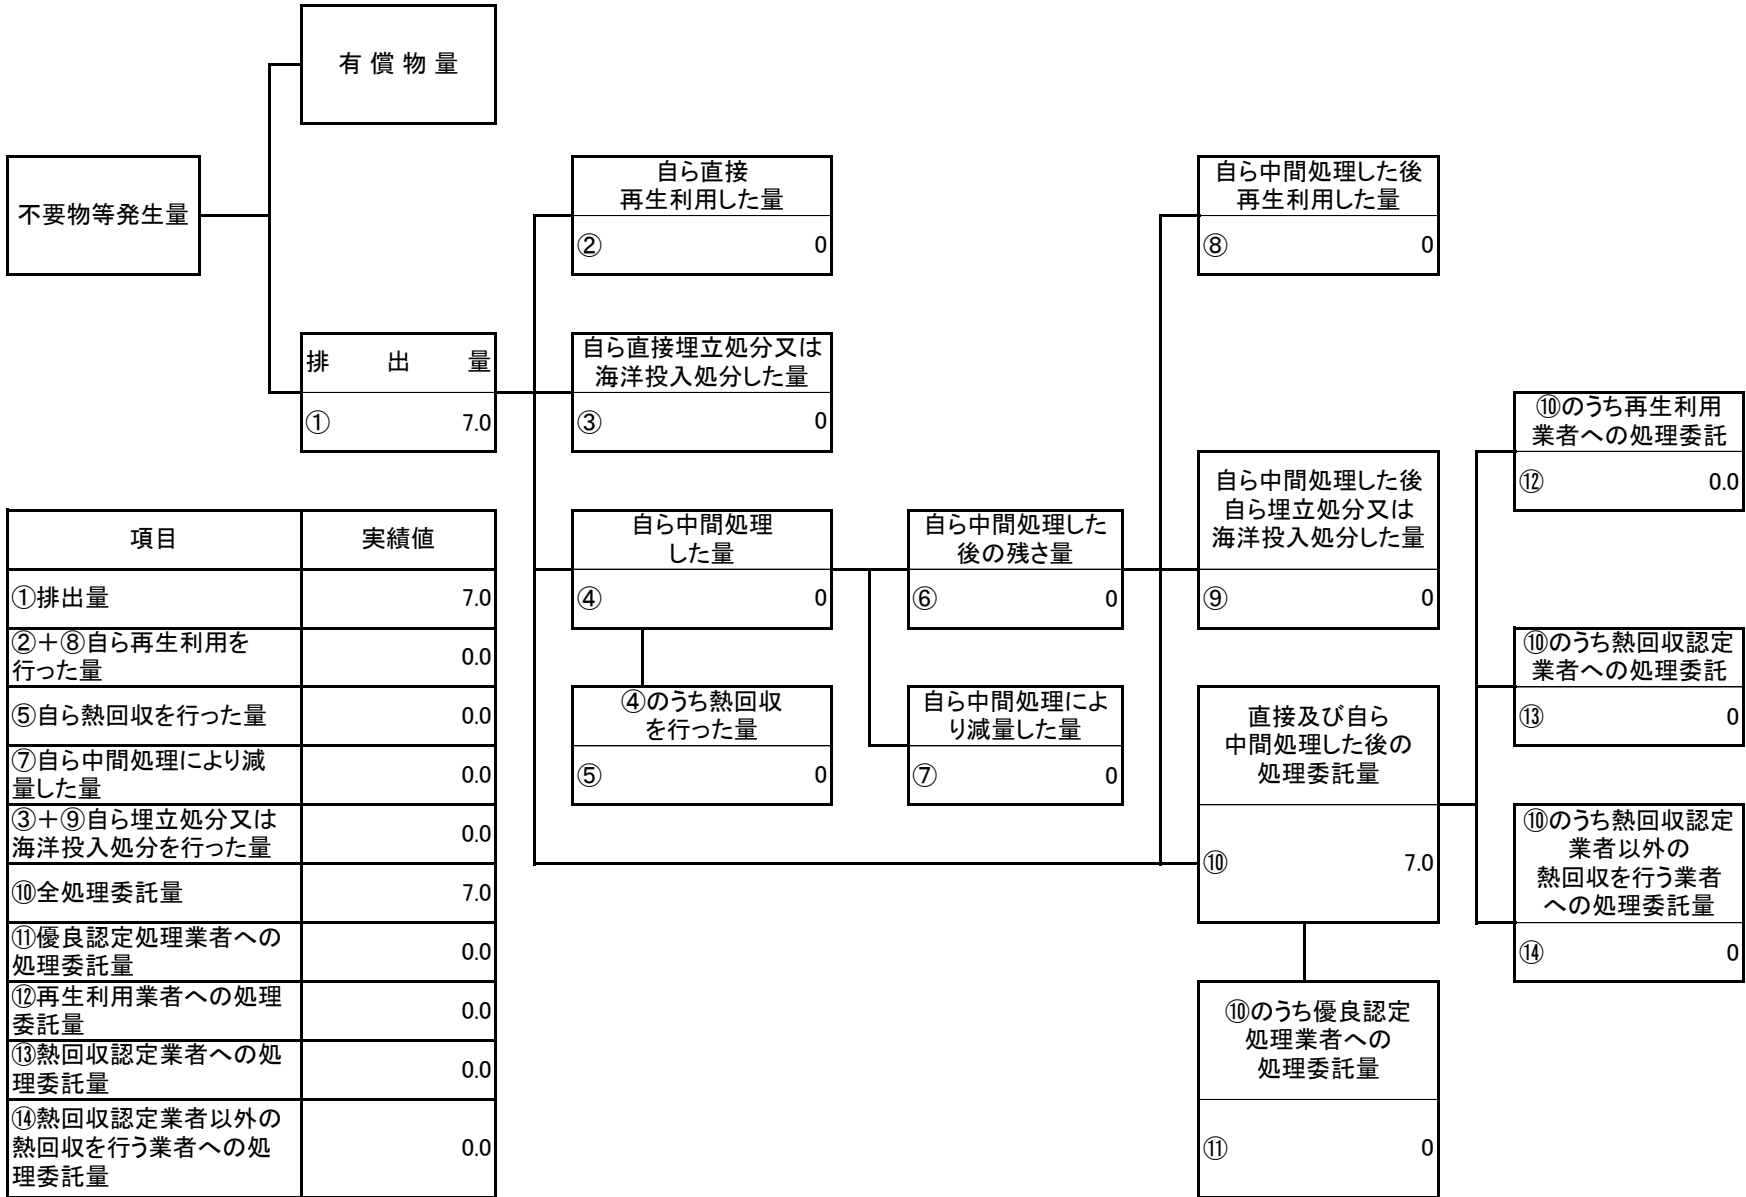 有 償 物 量
不要物等発生量
排 出 量
① 7.0
自ら直接
再生利用した量
② 0
自ら直接埋立処分又は
海洋投入処分した量
③ 0
自ら中間処理
した量
④ 0
④のうち熱回収
を行った量
⑤ 0
自ら中間処理した
後の残さ量
⑥ 0
自ら中間処理によ
り減量した量
⑦ 0
自ら中間処理した後
再生利用した量
⑧ 0
自ら中間処理した後
自ら埋立処分又は
海洋投入処分した量
⑨ 0
直接及び自ら
中間処理した後の
処理委託量
⑩ 7.0
⑩のうち優良認定
処理業者への
処理委託量
⑪ 0
⑩のうち再生利用
業者への処理委託
⑫ 0.0
⑩のうち熱回収認定
業者への処理委託
⑬ 0
⑩のうち熱回収認定
業者以外の
熱回収を行う業者
への処理委託量
⑭ 0
項目 実績値
①排出量 7.0
②＋⑧自ら再生利用を
行った量 0.0
⑤自ら熱回収を行った量 0.0
⑦自ら中間処理により減
量した量 0.0
③＋⑨自ら埋立処分又は
海洋投入処分を行った量 0.0
⑩全処理委託量 7.0
⑪優良認定処理業者への
処理委託量 0.0
⑫再生利用業者への処理
委託量 0.0
⑬熱回収認定業者への処
理委託量 0.0
⑭熱回収認定業者以外の
熱回収を行う業者への処
理委託量 0.0